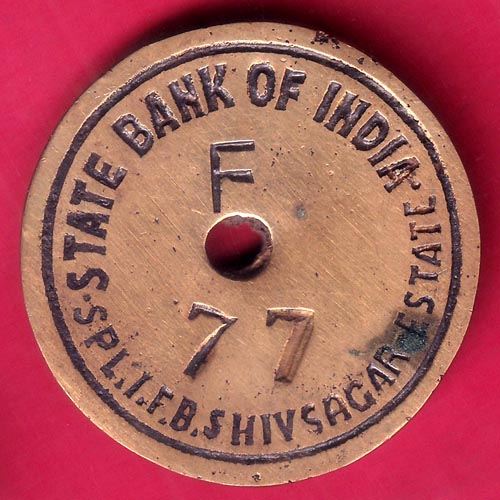 STATE BANK OF INDIA
F
77
S.S.PL.I.F.B.SHIVSAGAR ESTATE